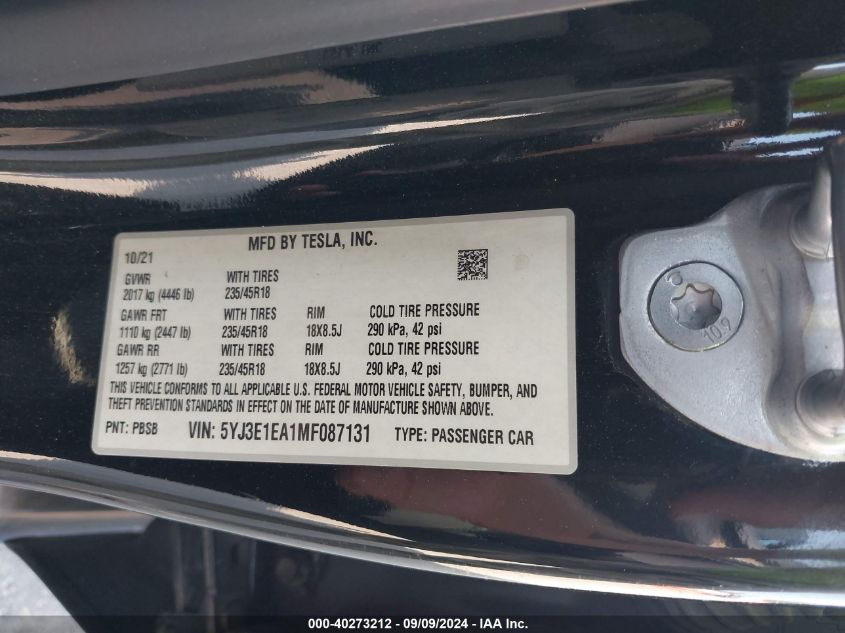 MFD BY TESLA, INC.
10/21
GVWR WITH TIRES
2017 kg (4446 lb) 235/45R18
GAWR FRT WITH TIRES RIM COLD TIRE PRESSURE
1110 kg (2447 lb) 235/45R18 18X8.5J 290 kPa, 42 psi
GAWR RR WITH TIRES RIM COLD TIRE PRESSURE
1257 kg (2771 lb) 235/45R18 18X8.5J 290 kPa, 42 psi
THIS VEHICLE CONFORMS TO ALL APPLICABLE U.S. FEDERAL MOTOR VEHICLE SAFETY, BUMPER, AND
THEFT PREVENTION STANDARDS IN EFFECT ON THE DATE OF MANUFACTURE SHOWN ABOVE.
PNT: PBSB VIN: 5YJ3E1EA1MF087131 TYPE: PASSENGER CAR
10.9
000-40273212 - 09/09/2024 - IAA Inc.